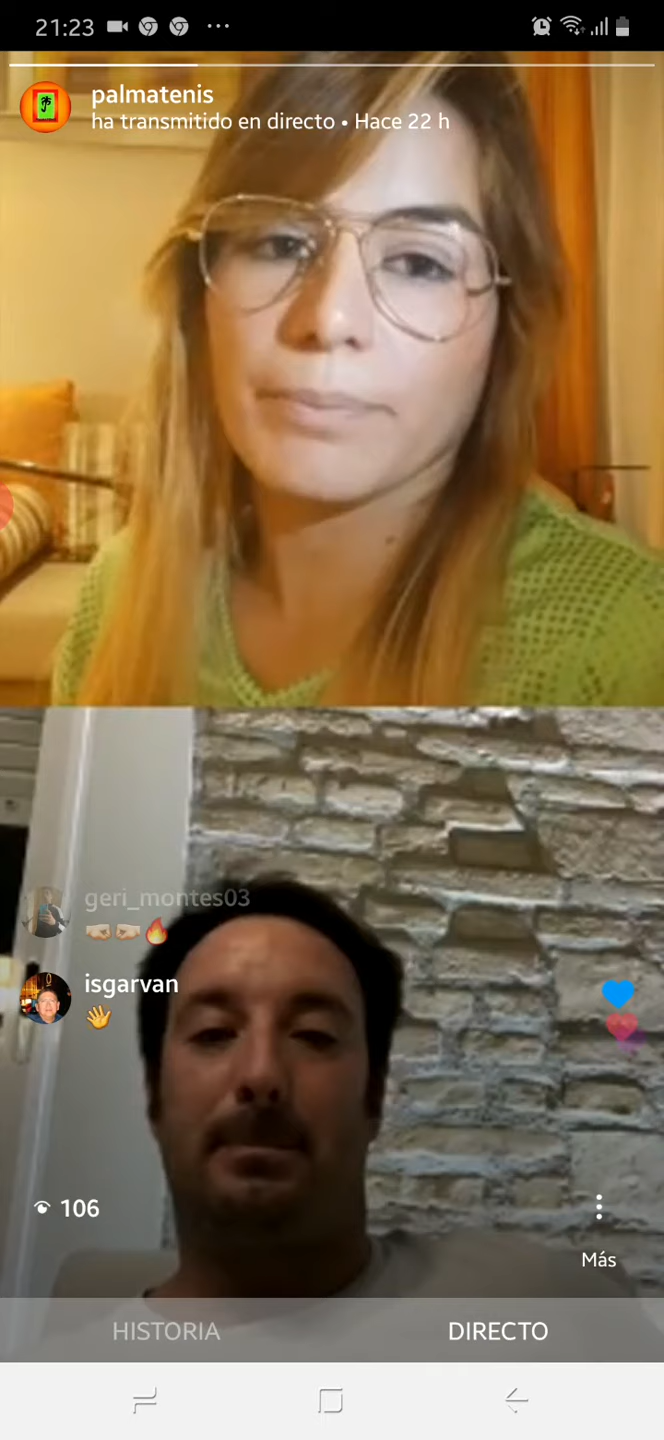 21:23
palmatenis
ha transmitido en directo • Hace 22 h
geri_montes03
🤜🏻🤛🏻🔥
isgarvan
👋
106
Más
HISTORIA
DIRECTO